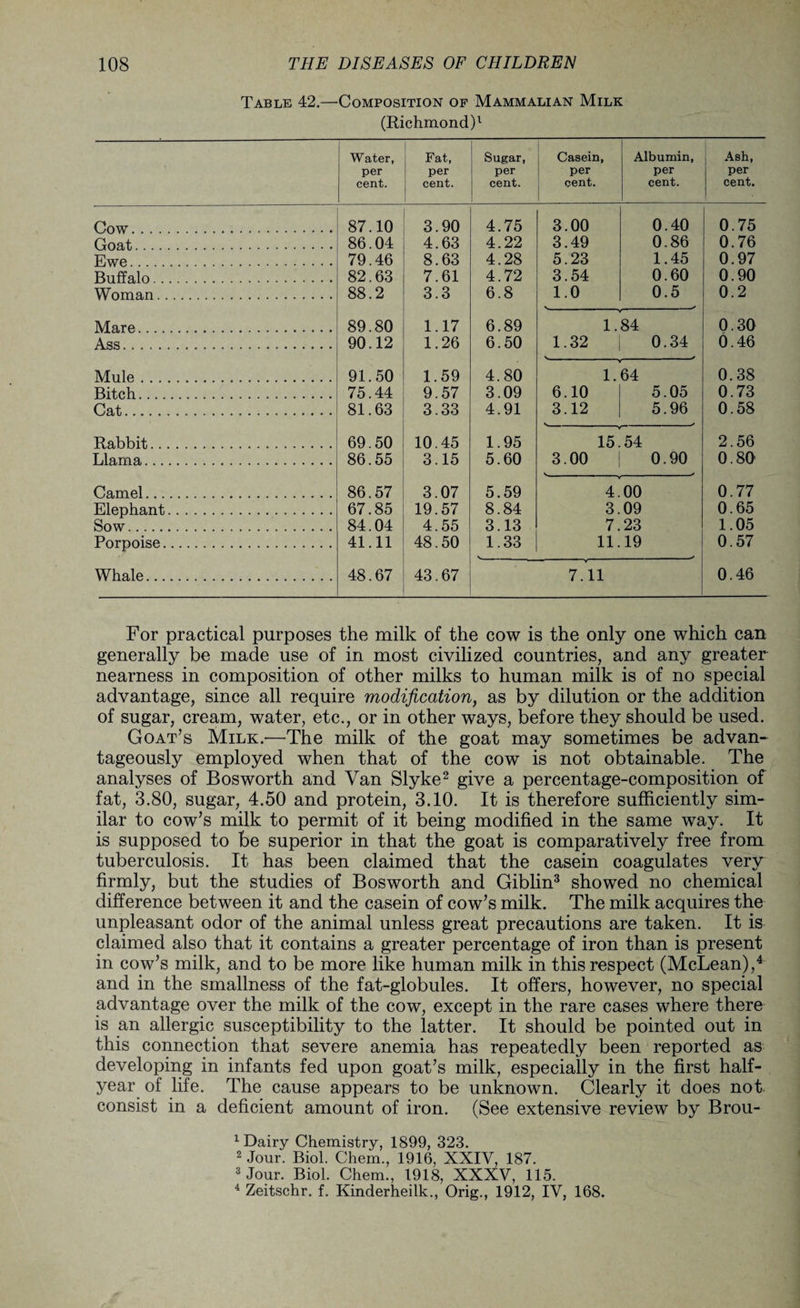 108 THE DISEASES OF CHILDREN
Table 42.—Composition of Mammalian Milk
(Richmond)¹
Water, per cent. Fat, per cent. Sugar, per cent. Casein, per cent. Albumin, per cent. Ash, per cent.
Cow.......... 87.10 3.90 4.75 3.00 0.40 0.75
Goat.......... 86.04 4.63 4.22 3.49 0.86 0.76
Ewe.......... 79.46 8.63 4.28 5.23 1.45 0.97
Buffalo.......... 82.63 7.61 4.72 3.54 0.60 0.90
Woman.......... 88.2 3.3 6.8 1.0 0.5 0.2
Mare.......... 89.80 1.17 6.89 1.84 0.30
Ass.......... 90.12 1.26 6.50 1.32 0.34 0.46
Mule.......... 91.50 1.59 4.80 1.64 0.38
Bitch.......... 75.44 9.57 3.09 6.10 5.05 0.73
Cat.......... 81.63 3.33 4.91 3.12 5.96 0.58
Rabbit.......... 69.50 10.45 1.95 15.54 2.56
Llama.......... 86.55 3.15 5.60 3.00 0.90 0.80
Camel.......... 86.57 3.07 5.59 4.00 0.77
Elephant.......... 67.85 19.57 8.84 3.09 0.65
Sow.......... 84.04 4.55 3.13 7.23 1.05
Porpoise.......... 41.11 48.50 1.33 11.19 0.57
Whale.......... 48.67 43.67 7.11 0.46
For practical purposes the milk of the cow is the only one which can
generally be made use of in most civilized countries, and any greater
nearness in composition of other milks to human milk is of no special
advantage, since all require modification, as by dilution or the addition
of sugar, cream, water, etc., or in other ways, before they should be used.
Goat's Milk.—The milk of the goat may sometimes be advan-
tageously employed when that of the cow is not obtainable. The
analyses of Bosworth and Van Slyke² give a percentage-composition of
fat, 3.80, sugar, 4.50 and protein, 3.10. It is therefore sufficiently sim-
ilar to cow's milk to permit of it being modified in the same way. It
is supposed to be superior in that the goat is comparatively free from
tuberculosis. It has been claimed that the casein coagulates very
firmly, but the studies of Bosworth and Giblin³ showed no chemical
difference between it and the casein of cow's milk. The milk acquires the
unpleasant odor of the animal unless great precautions are taken. It is
claimed also that it contains a greater percentage of iron than is present
in cow's milk, and to be more like human milk in this respect (McLean),⁴
and in the smallness of the fat-globules. It offers, however, no special
advantage over the milk of the cow, except in the rare cases where there
is an allergic susceptibility to the latter. It should be pointed out in
this connection that severe anemia has repeatedly been reported as
developing in infants fed upon goat's milk, especially in the first half-
year of life. The cause appears to be unknown. Clearly it does not
consist in a deficient amount of iron. (See extensive review by Brou-
¹ Dairy Chemistry, 1899, 323.
² Jour. Biol. Chem., 1916, XXIV, 187.
³ Jour. Biol. Chem., 1918, XXXV, 115.
⁴ Zeitschr. f. Kinderheilk., Orig., 1912, IV, 168.